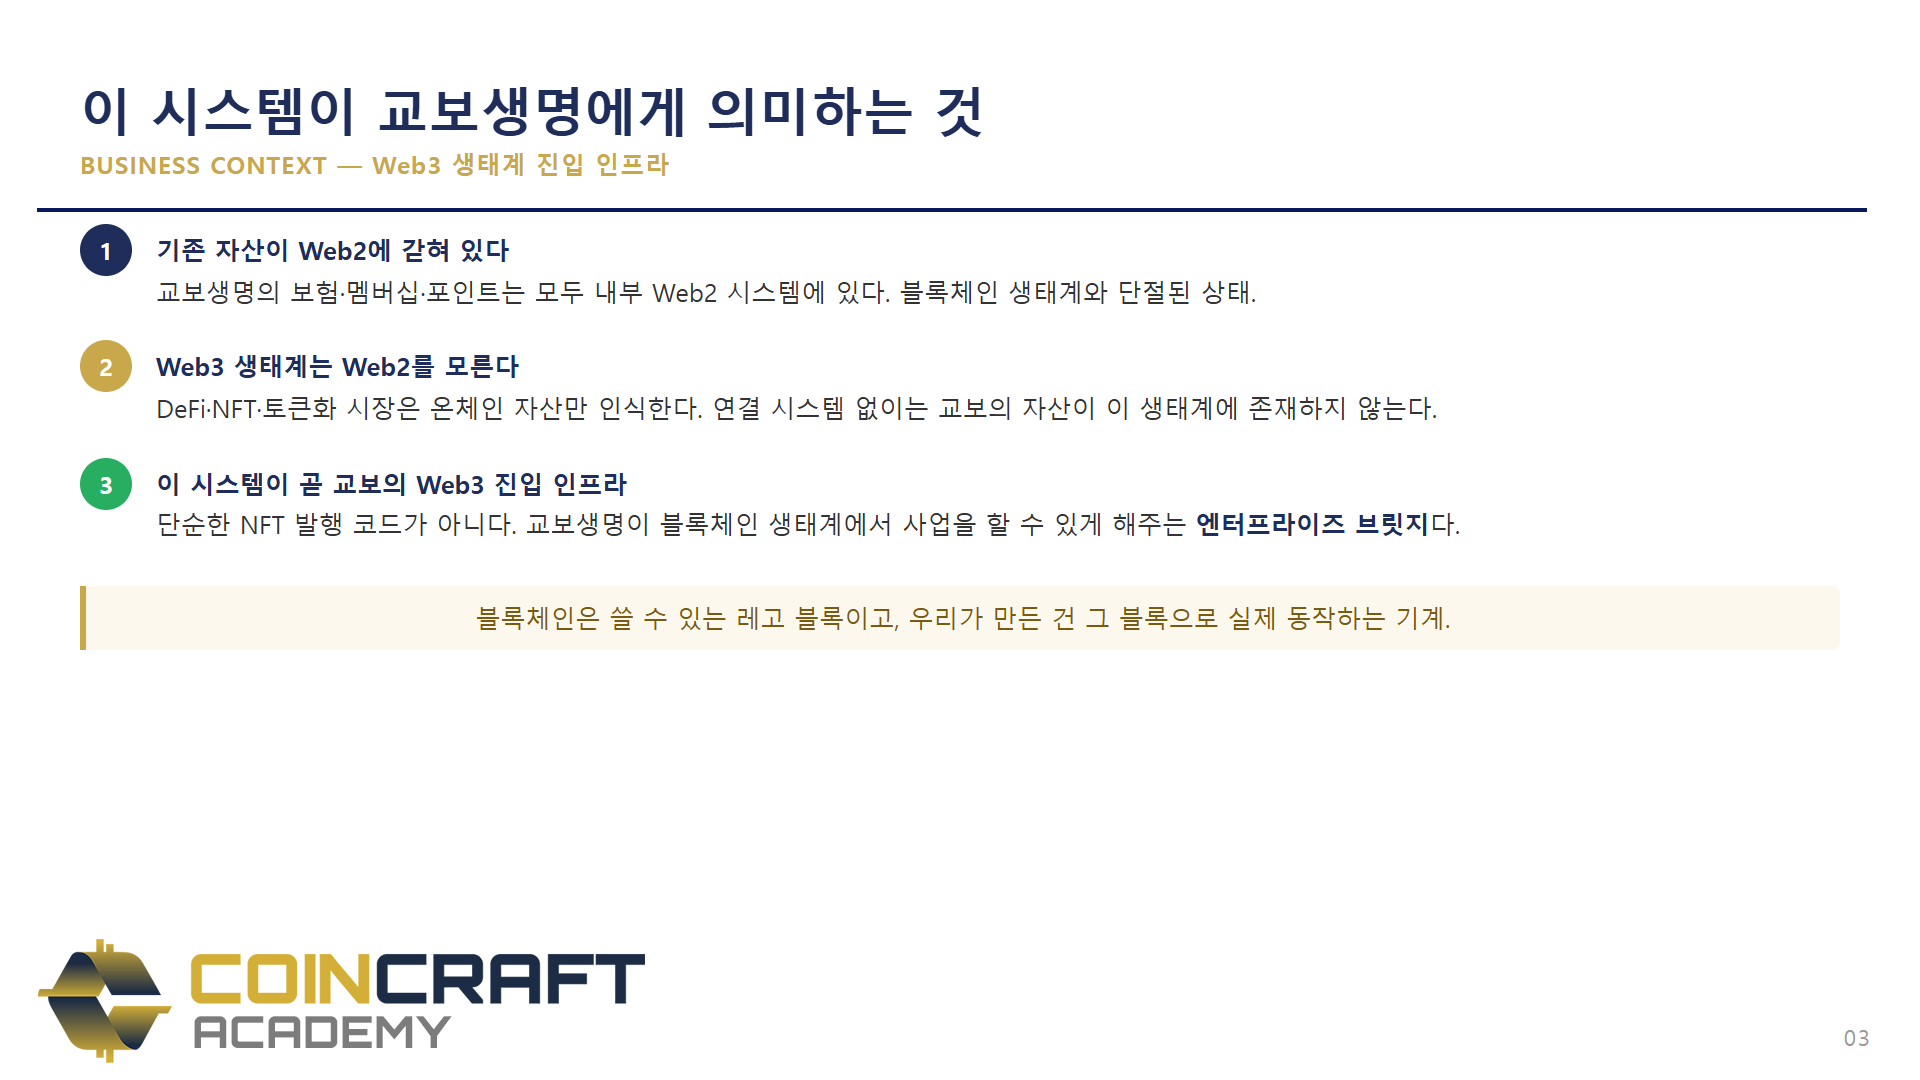 이 시스템이 교보생명에게 의미하는 것
BUSINESS CONTEXT — Web3 생태계 진입 인프라
1
기존 자산이 Web2에 갇혀 있다
교보생명의 보험·멤버십·포인트는 모두 내부 Web2 시스템에 있다. 블록체인 생태계와 단절된 상태.
2
Web3 생태계는 Web2를 모른다
DeFi·NFT·토큰화 시장은 온체인 자산만 인식한다. 연결 시스템 없이는 교보의 자산이 이 생태계에 존재하지 않는다.
3
이 시스템이 곧 교보의 Web3 진입 인프라
단순한 NFT 발행 코드가 아니다. 교보생명이 블록체인 생태계에서 사업을 할 수 있게 해주는 엔터프라이즈 브릿지다.
블록체인은 쓸 수 있는 레고 블록이고, 우리가 만든 건 그 블록으로 실제 동작하는 기계.
COINCRAFT
ACADEMY
03